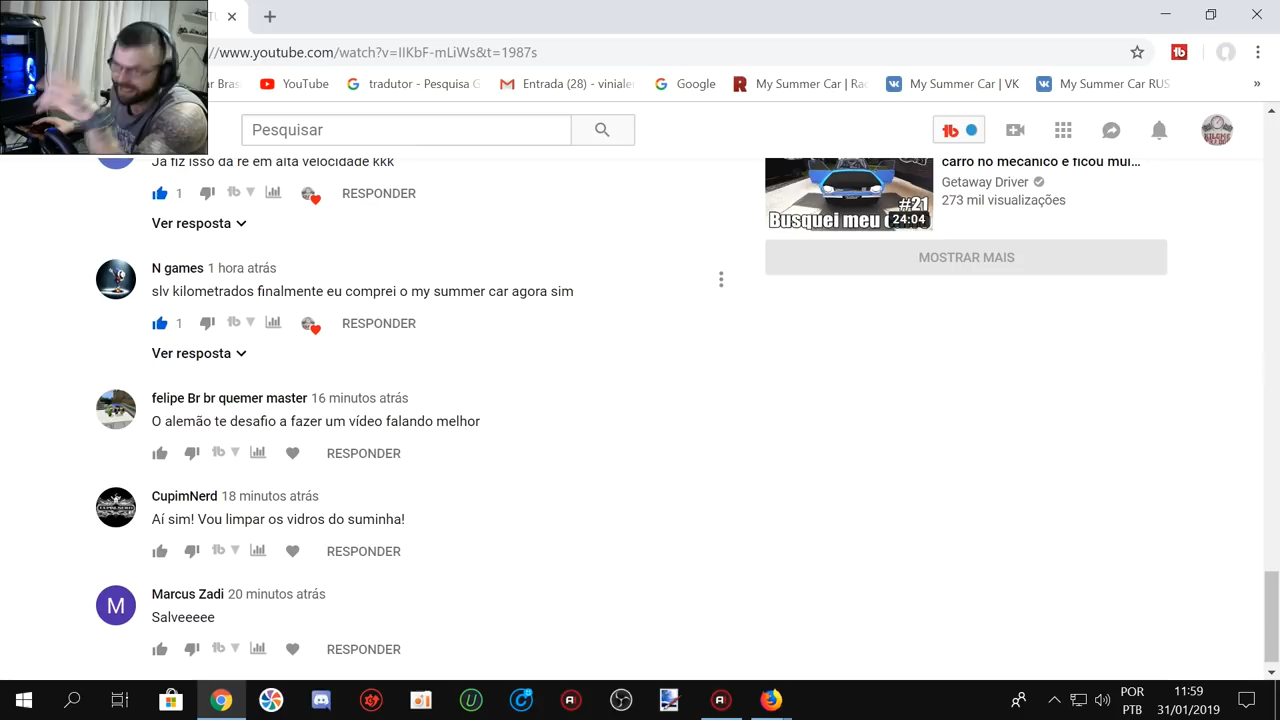 //www.youtube.com/watch?v=IIKbF-mLiWs&t=1987s
ar Bras
YouTube
tradutor - Pesquisa G
Entrada (28) - viniale
Google
My Summer Car | Ra
My Summer Car | VK
My Summer Car RUS
»
Pesquisar
Já fiz isso da ré em alta velocidade kkk
1
RESPONDER
Ver resposta
N games 1 hora atrás
slv kilometrados finalmente eu comprei o my summer car agora sim
1
RESPONDER
Ver resposta
felipe Br br quemer master 16 minutos atrás
O alemão te desafio a fazer um vídeo falando melhor
RESPONDER
CupimNerd 18 minutos atrás
Aí sim! Vou limpar os vidros do suminha!
RESPONDER
Marcus Zadi 20 minutos atrás
M
Salveeeee
RESPONDER
carro no mecânico e ficou mui...
Getaway Driver
273 mil visualizações
#21
Busquei meu
24:04
MOSTRAR MAIS
POR
PTB
11:59
31/01/2019